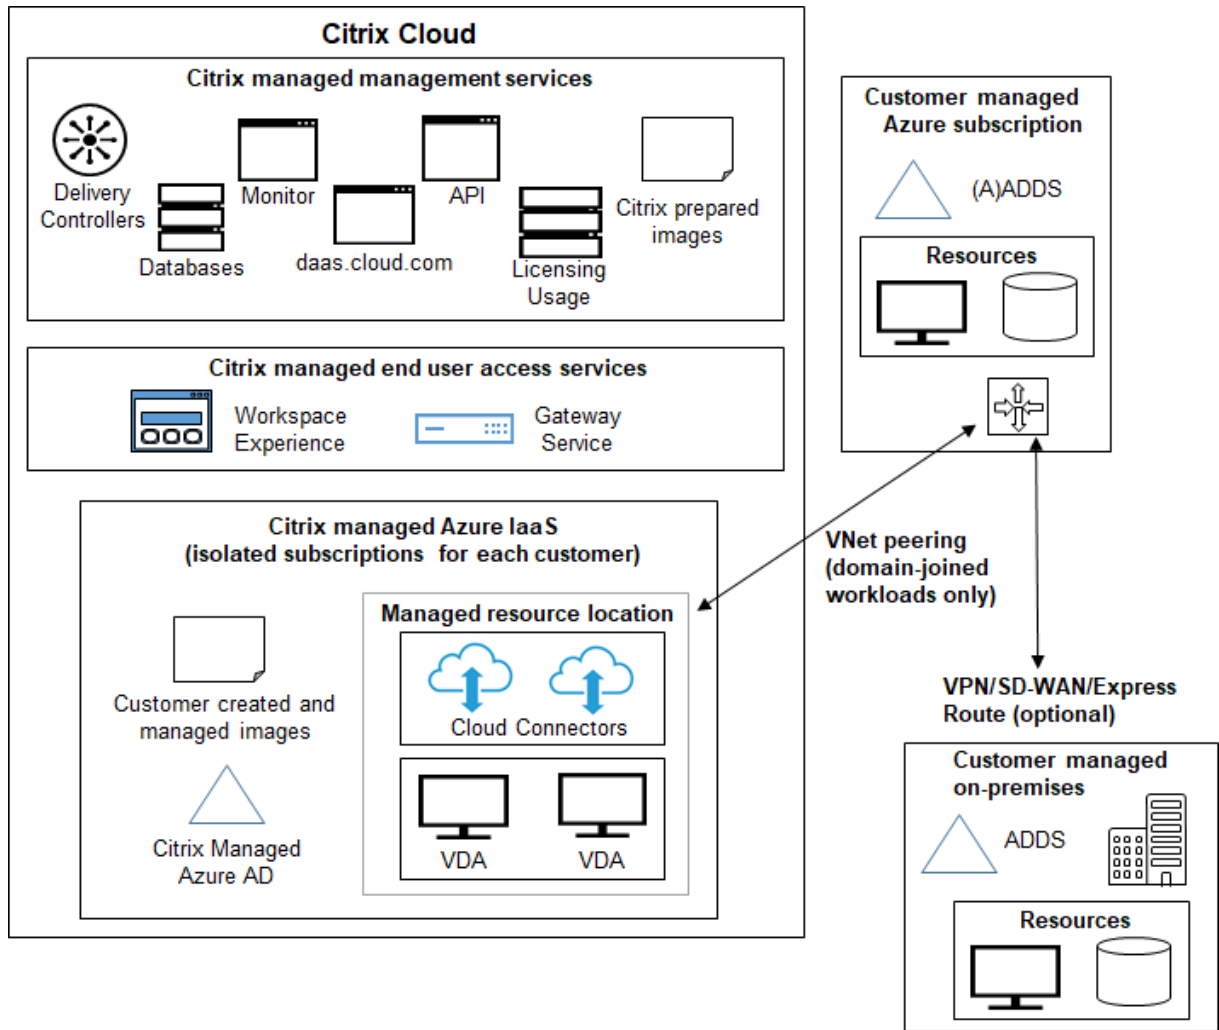 Citrix Cloud
Citrix managed management services
Delivery
Controllers
Databases
Monitor
daas.cloud.com
API
Licensing
Usage
Citrix prepared
images
Citrix managed end user access services
Workspace
Experience
Gateway
Service
Citrix managed Azure IaaS
(isolated subscriptions for each customer)
Customer created and
managed images
Citrix Managed
Azure AD
Managed resource location
Cloud Connectors
VDA
VDA
Customer managed
Azure subscription
(A)ADDS
Resources
VNet peering
(domain-joined
workloads only)
VPN/SD-WAN/Express
Route (optional)
Customer managed
on-premises
ADDS
Resources